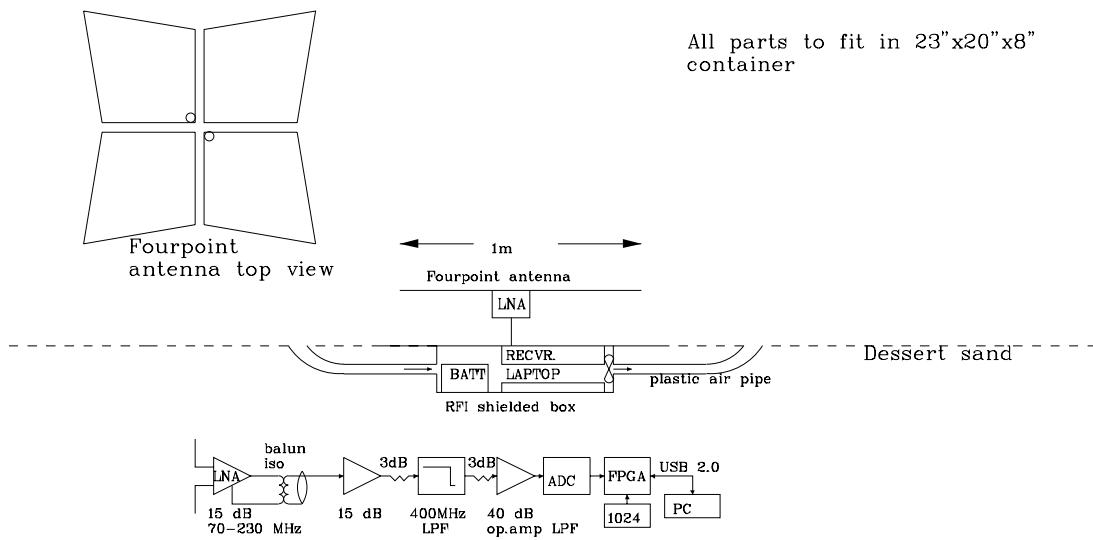 All parts to fit in 23"x20"x8"
container
Fourpoint
antenna top view
1m
Fourpoint antenna
LNA
RECVR.
BATT
LAPTOP
Dessert sand
plastic air pipe
RFI shielded box
balun
iso
LNA
15 dB
70-230 MHz
15 dB
3dB
400MHz
LPF
3dB
40 dB
op.amp LPF
ADC
FPGA
1024
USB 2.0
PC